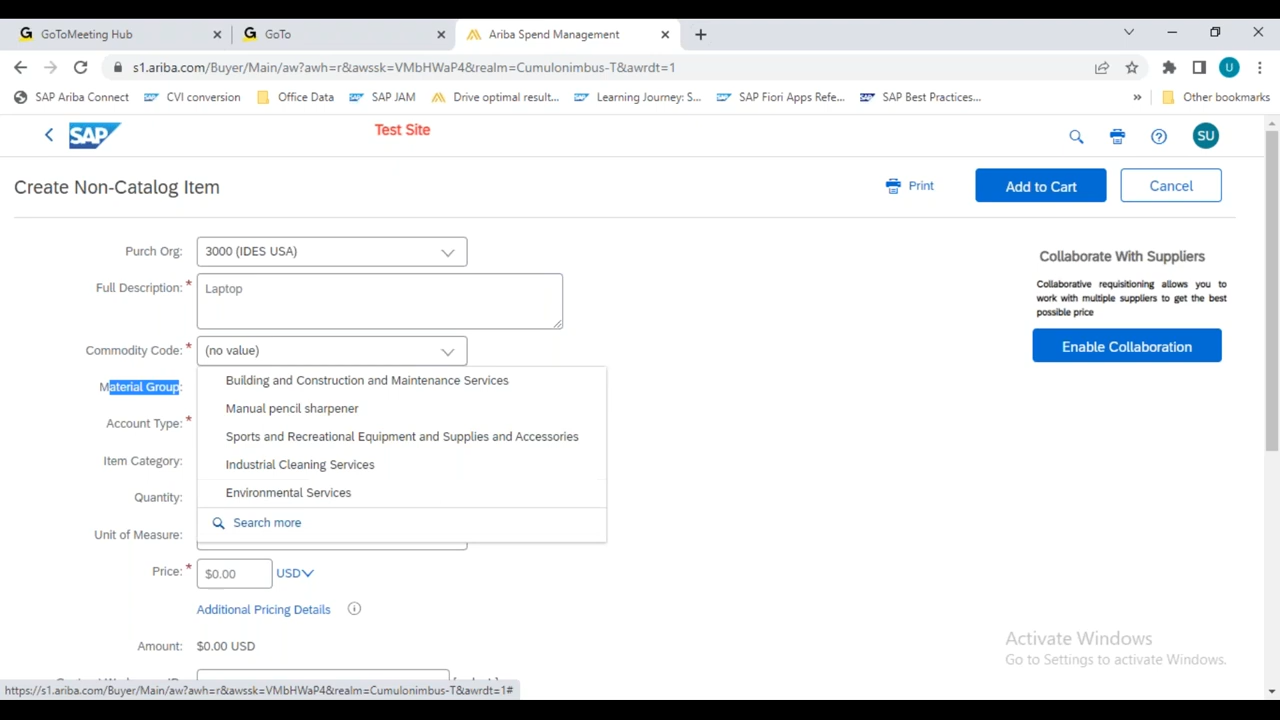 GoToMeeting Hub
GoTo
Ariba Spend Management
s1.ariba.com/Buyer/Main/aw?awh=r&awssk=VMbHWaP4&realm=Cumulonimbus-T&awrdt=1
U
SAP Ariba Connect
CVI conversion
Office Data
SAP JAM
Drive optimal result...
Learning Journey: S...
SAP Fiori Apps Refe...
SAP Best Practices...
»
Other bookmarks
SAP
Test Site
SU
Create Non-Catalog Item
Print
Add to Cart
Cancel
Purch Org: 3000 (IDES USA)
Full Description: * Laptop
Commodity Code: * (no value)
Material Group:
Building and Construction and Maintenance Services
Manual pencil sharpener
Sports and Recreational Equipment and Supplies and Accessories
Industrial Cleaning Services
Environmental Services
Search more
Account Type: *
Item Category:
Quantity:
Unit of Measure:
Price: * $0.00 USD
Additional Pricing Details
Amount: $0.00 USD
Collaborate With Suppliers
Collaborative requisitioning allows you to
work with multiple suppliers to get the best
possible price
Enable Collaboration
Activate Windows
Go to Settings to activate Windows.
https://s1.ariba.com/Buyer/Main/aw?awh=r&awssk=VMbHWaP4&realm=Cumulonimbus-T&awrdt=1#